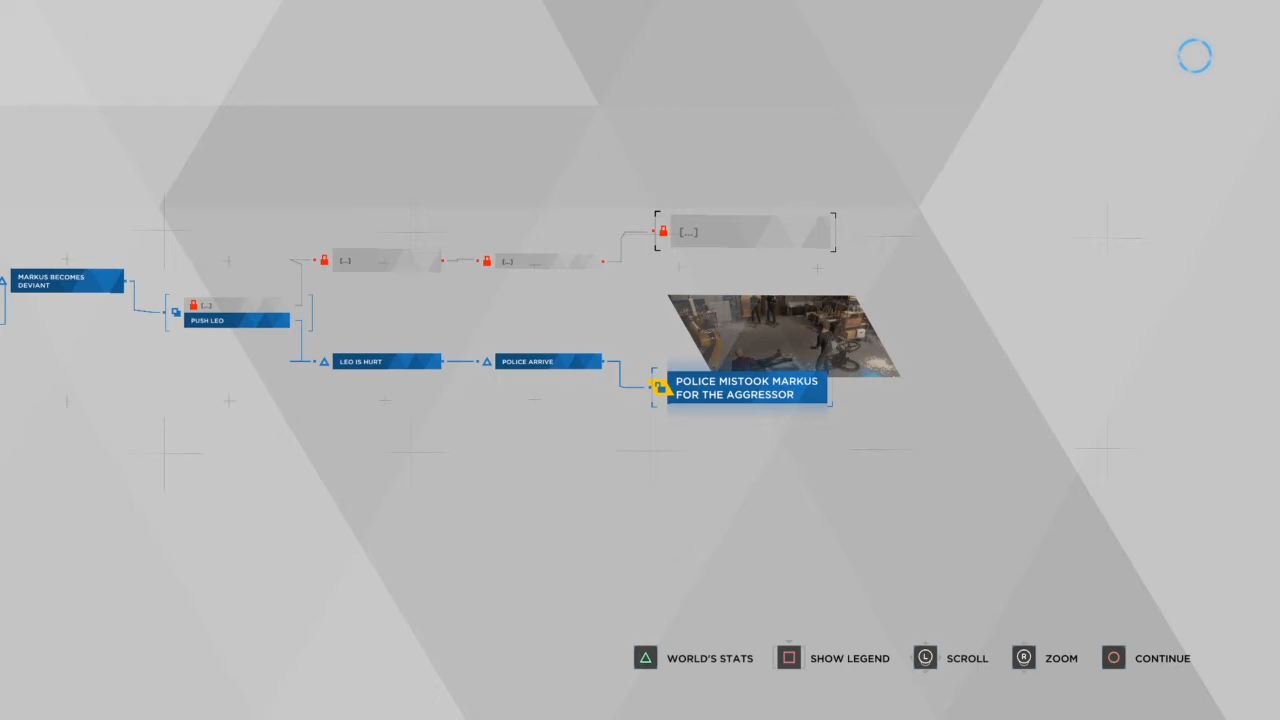 [...]
[...]
[...]
MARKUS BECOMES
DEVIANT
[...]
PUSH LEO
LEO IS HURT
POLICE ARRIVE
POLICE MISTOOK MARKUS
FOR THE AGGRESSOR
WORLD'S STATS
SHOW LEGEND
L
SCROLL
R
ZOOM
CONTINUE